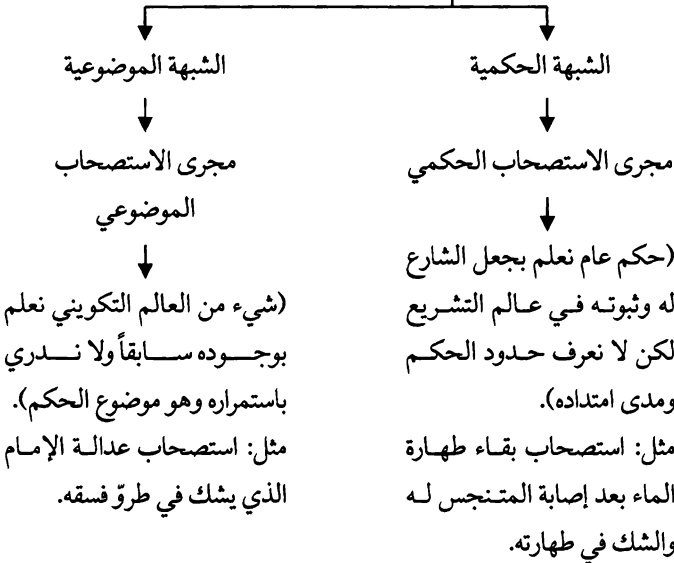 الشبهة الحكمية
مجرى الاستصحاب الحكمي
(حكم عام نعلم بجعل الشارع
له وثبوته في عالم التشريع
لكن لا نعرف حدود الحكم
ومدى امتداده).
مثل: استصحاب بقاء طهارة
الماء بعد إصابة المتنجس له
والشك في طهارته.
الشبهة الموضوعية
مجرى الاستصحاب
الموضوعي
(شيء من العالم التكويني نعلم
بوجوده سابقاً ولا ندري
باستمراره وهو موضوع الحكم).
مثل: استصحاب عدالة الإمام
الذي يشك في طروّ فسقه.